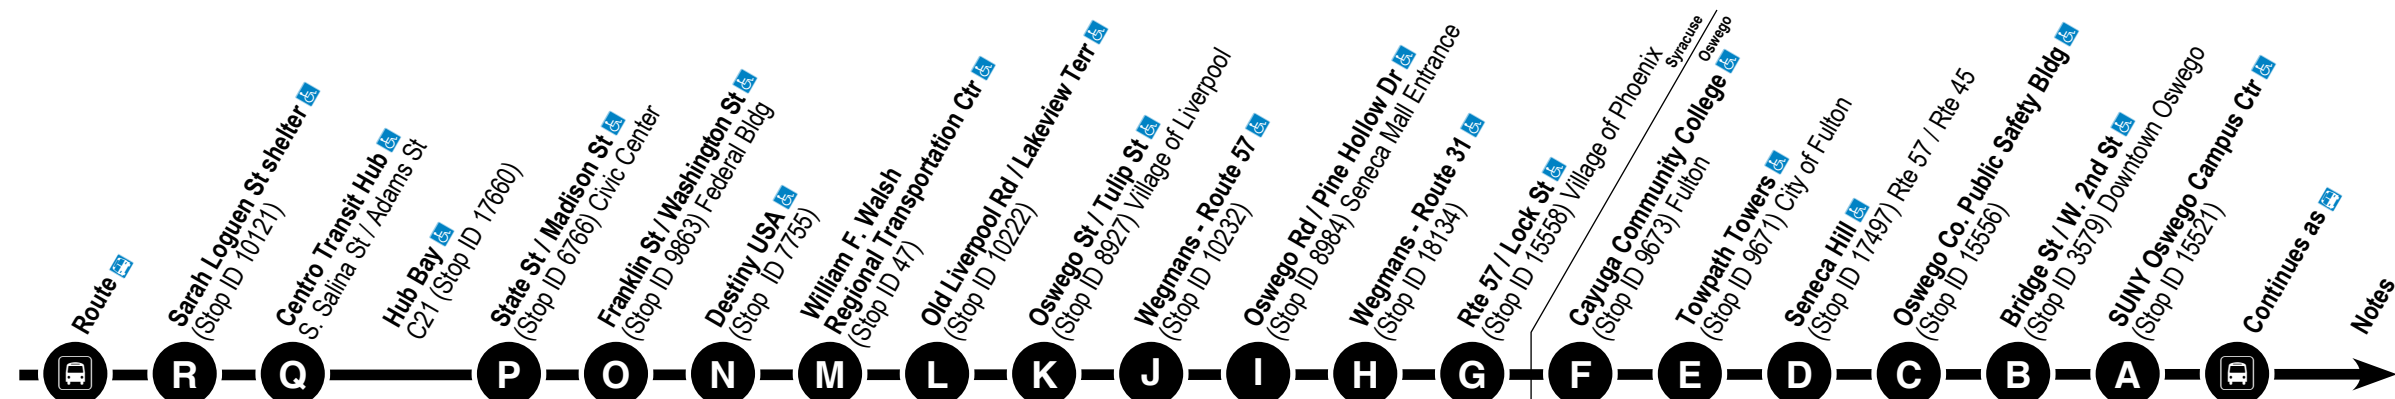 Route
Sarah Loguen St shelter
(Stop ID 10121)
Centro Transit Hub
S. Salina St / Adams St
Hub Bay
C21 (Stop ID 17660)
State St / Madison St
(Stop ID 6766) Civic Center
Franklin St / Washington St
(Stop ID 9863) Federal Bldg
Destiny USA
(Stop ID 7755)
William F. Walsh
Regional Transportation Ctr
(Stop ID 47)
Old Liverpool Rd / Lakeview Terr
(Stop ID 10222)
Oswego St / Tulip St
(Stop ID 8927) Village of Liverpool
Wegmans - Route 57
(Stop ID 10232)
Oswego Rd / Pine Hollow Dr
(Stop ID 8984) Seneca Mall Entrance
Wegmans - Route 31
(Stop ID 18134)
Rte 57 / Lock St
(Stop ID 15558) Village of Phoenix
Syracuse
Oswego
Cayuga Community College
(Stop ID 9673) Fulton
Towpath Towers
(Stop ID 9671) City of Fulton
Seneca Hill
(Stop ID 17497) Rte 57 / Rte 45
Oswego Co. Public Safety Bldg
(Stop ID 15556)
Bridge St / W. 2nd St
(Stop ID 3579) Downtown Oswego
SUNY Oswego Campus Ctr
(Stop ID 15521)
Continues as
Notes
R Q P O N M L K J I H G F E D C B A